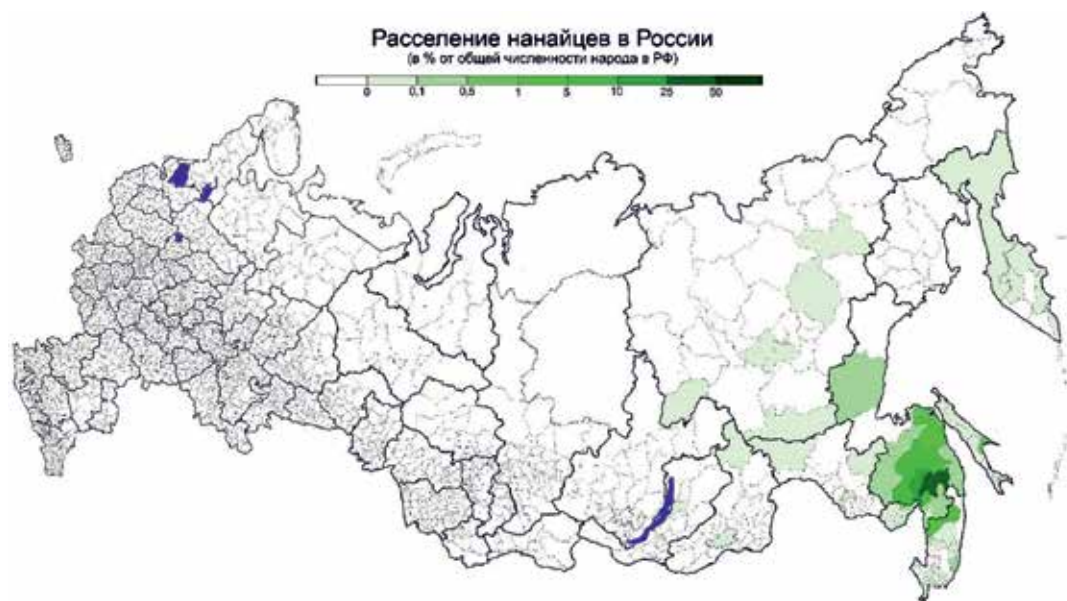 Расселение нанайцев в России
(в % от общей численности народа в РФ)
0 0,1 0,5 1 5 10 25 50